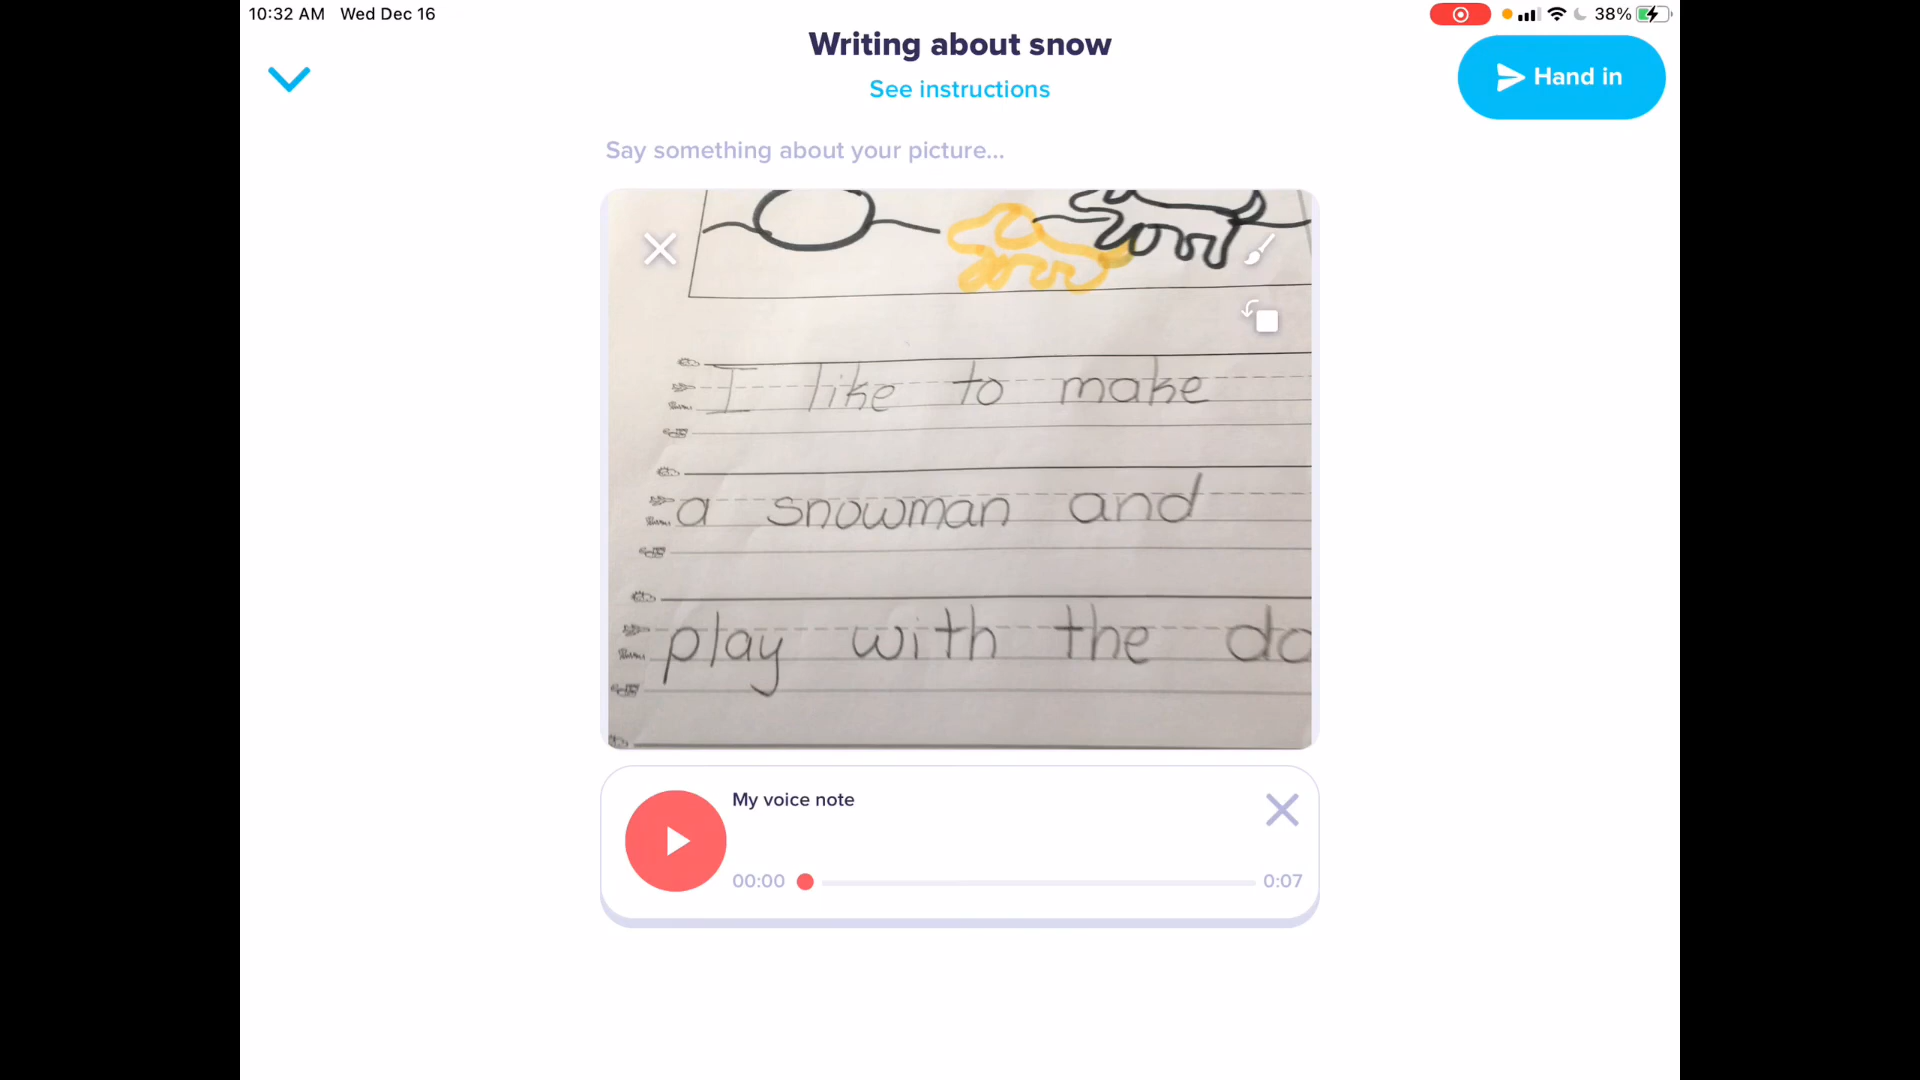 10:32 AM Wed Dec 16
38%
Writing about snow
Hand in
See instructions
Say something about your picture...
I like to make
a snowman and
play with the do
My voice note
00:00 0:07